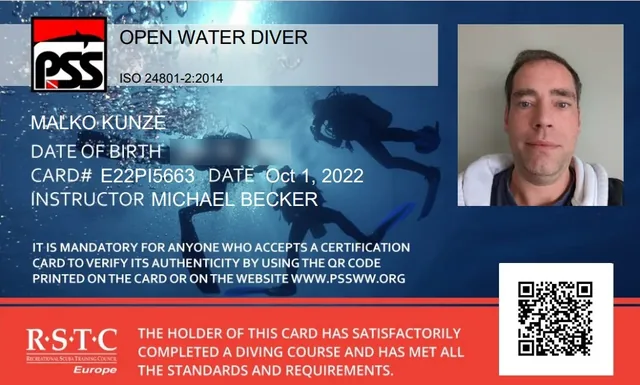 PSS
OPEN WATER DIVER
ISO 24801-2:2014
MALKO KUNZE
DATE OF BIRTH
CARD# E22PI5663 DATE Oct 1, 2022
INSTRUCTOR MICHAEL BECKER
IT IS MANDATORY FOR ANYONE WHO ACCEPTS A CERTIFICATION
CARD TO VERIFY ITS AUTHENTICITY BY USING THE QR CODE
PRINTED ON THE CARD OR ON THE WEBSITE WWW.PSSWW.ORG
R·S·T·C
RECREATIONAL SCUBA TRAINING COUNCIL
Europe
THE HOLDER OF THIS CARD HAS SATISFACTORILY
COMPLETED A DIVING COURSE AND HAS MET ALL
THE STANDARDS AND REQUIREMENTS.